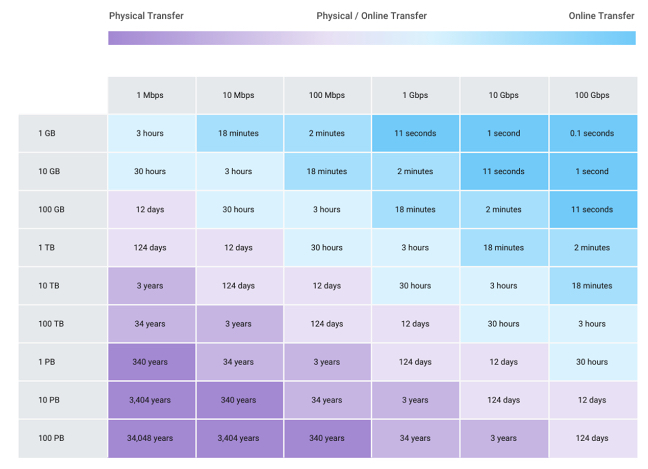 Physical Transfer Physical / Online Transfer Online Transfer
1 Mbps 10 Mbps 100 Mbps 1 Gbps 10 Gbps 100 Gbps
1 GB 3 hours 18 minutes 2 minutes 11 seconds 1 second 0.1 seconds
10 GB 30 hours 3 hours 18 minutes 2 minutes 11 seconds 1 second
100 GB 12 days 30 hours 3 hours 18 minutes 2 minutes 11 seconds
1 TB 124 days 12 days 30 hours 3 hours 18 minutes 2 minutes
10 TB 3 years 124 days 12 days 30 hours 3 hours 18 minutes
100 TB 34 years 3 years 124 days 12 days 30 hours 3 hours
1 PB 340 years 34 years 3 years 124 days 12 days 30 hours
10 PB 3,404 years 340 years 34 years 3 years 124 days 12 days
100 PB 34,048 years 3,404 years 340 years 34 years 3 years 124 days